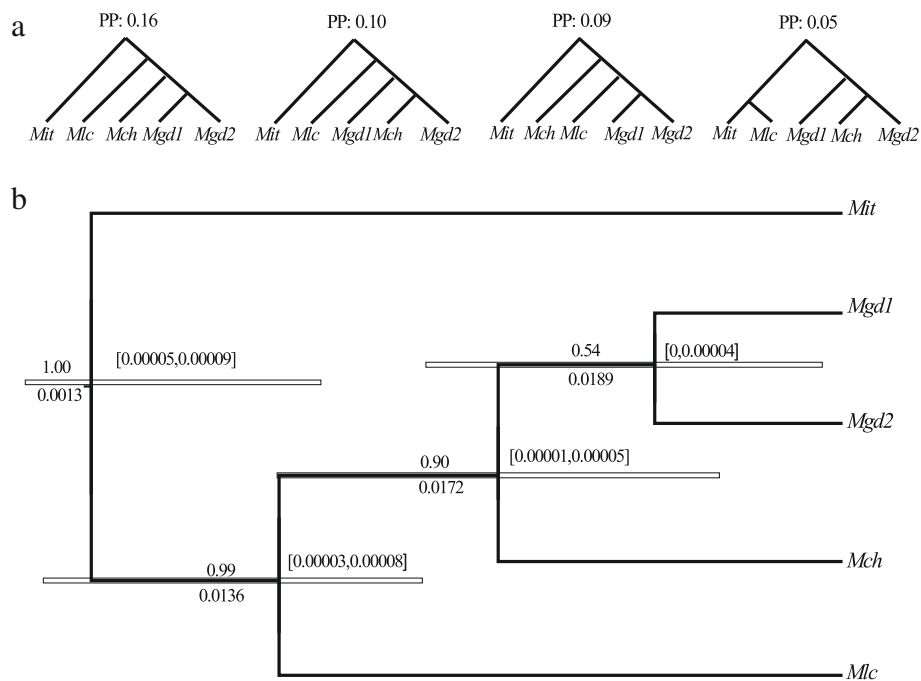 a
PP: 0.16 PP: 0.10 PP: 0.09 PP: 0.05
Mit Mlc Mch Mgd1 Mgd2 Mit Mlc Mgd1 Mch Mgd2 Mit Mch Mlc Mgd1 Mgd2 Mit Mlc Mgd1 Mch Mgd2
b
Mit
Mgd1
0.54 [0,0.00004]
1.00 [0.00005,0.00009]
0.0189
0.0013
Mgd2
0.90 [0.00001,0.00005]
0.0172
0.99 [0.00003,0.00008]
Mch
0.0136
Mlc